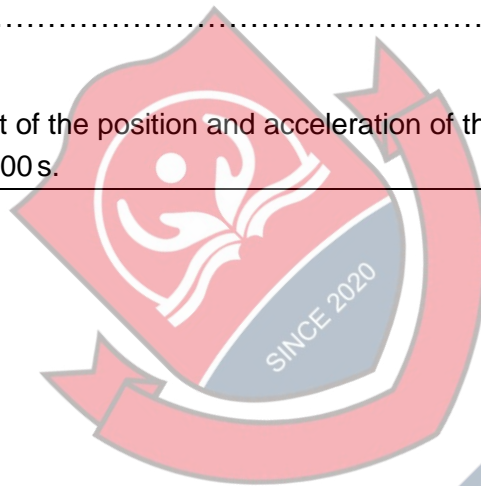 t of the position and acceleration of th
00 s.
SINCE 2020